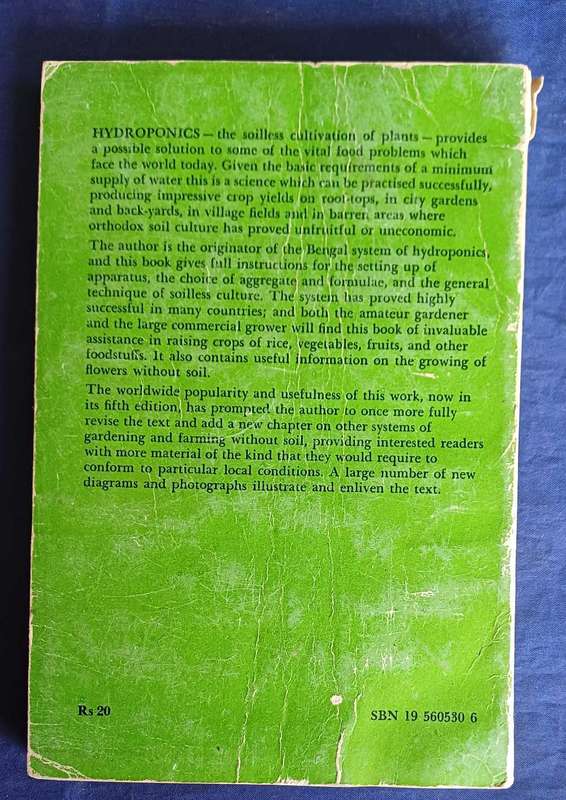 HYDROPONICS — the soilless cultivation of plants — provides
a possible solution to some of the vital food problems which
face the world today. Given the basic requirements of a minimum
supply of water this is a science which can be practised successfully,
producing impressive crop yields on roof-tops, in city gardens
and back-yards, in village fields and in barren areas where
orthodox soil culture has proved unfruitful or uneconomic.
The author is the originator of the Bengal system of hydroponics,
and this book gives full instructions for the setting up of
apparatus, the choice of aggregate and formulae, and the general
technique of soilless culture. The system has proved highly
successful in many countries; and both the amateur gardener
and the large commercial grower will find this book of invaluable
assistance in raising crops of rice, vegetables, fruits, and other
foodstuffs. It also contains useful information on the growing of
flowers without soil.
The worldwide popularity and usefulness of this work, now in
its fifth edition, has prompted the author to once more fully
revise the text and add a new chapter on other systems of
gardening and farming without soil, providing interested readers
with more material of the kind that they would require to
conform to particular local conditions. A large number of new
diagrams and photographs illustrate and enliven the text.
Rs 20
SBN 19 560530 6